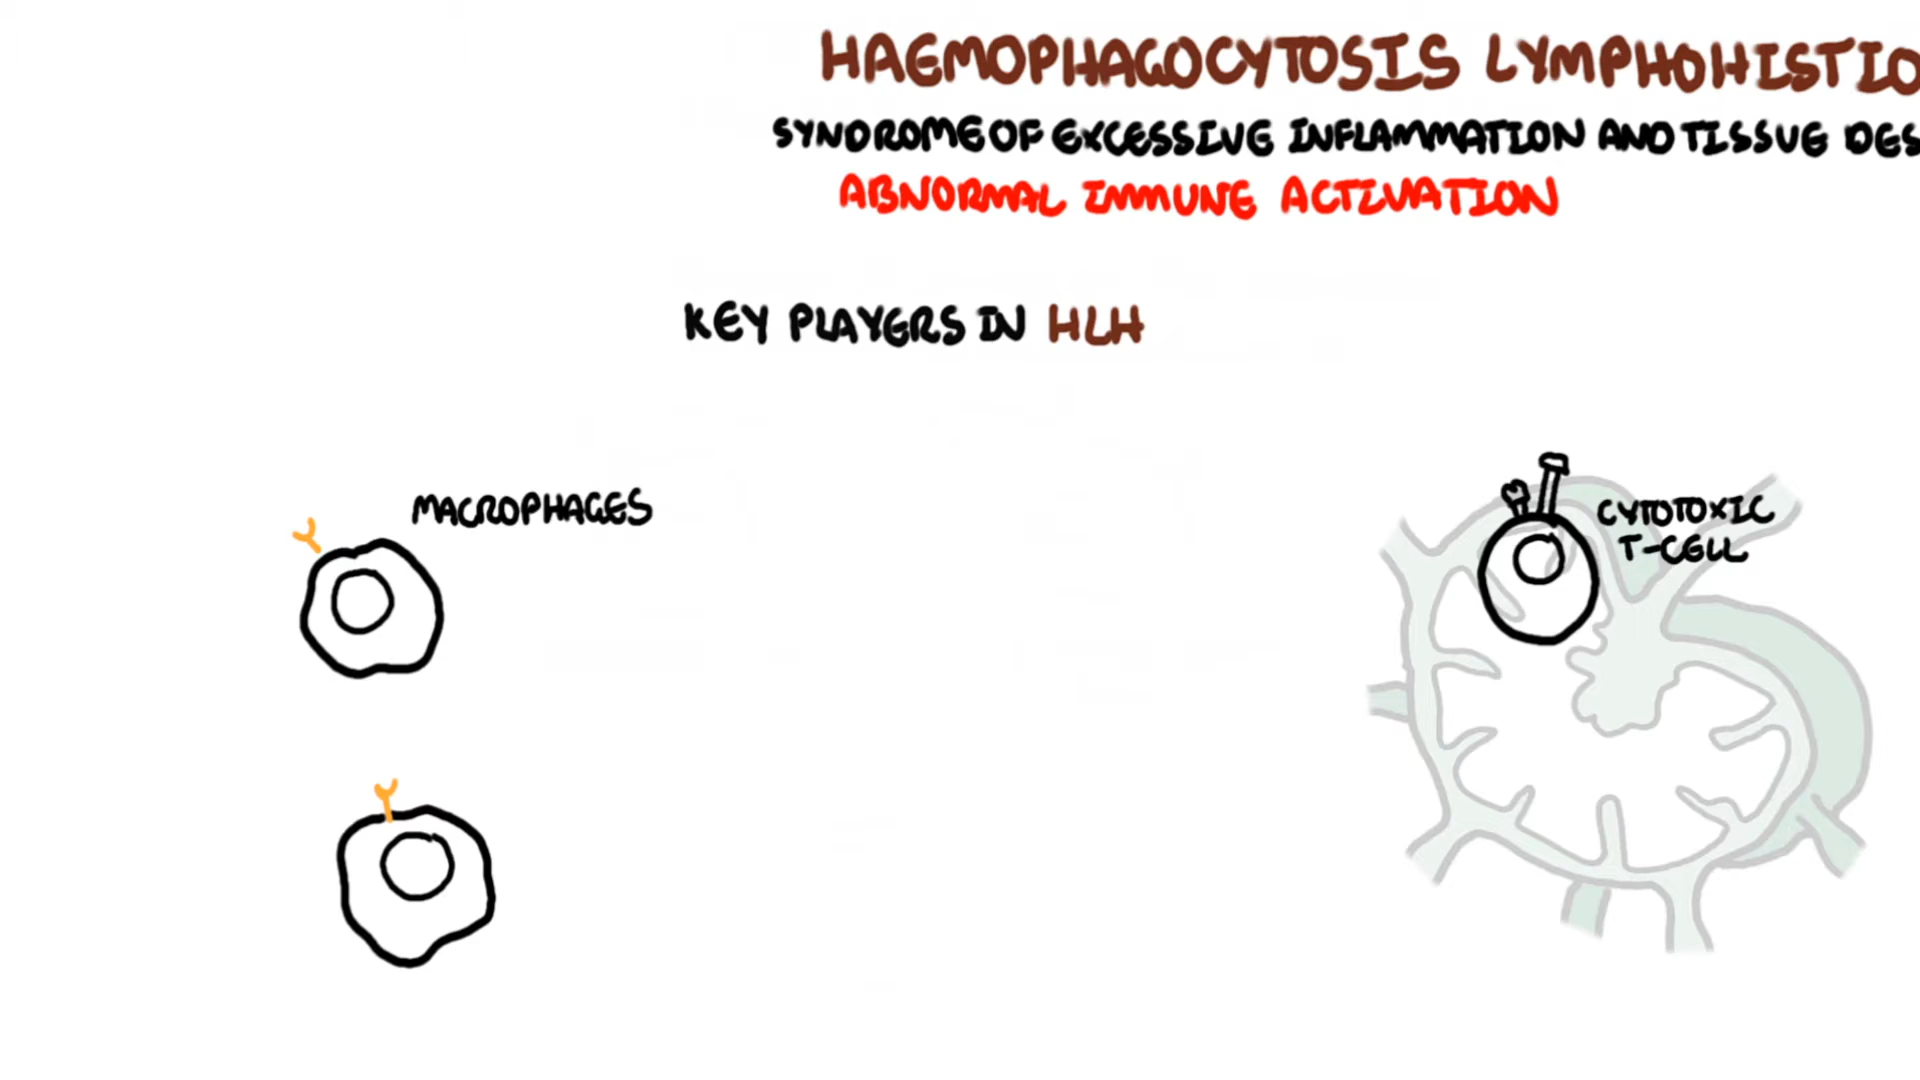 HAEMOPHAGOCYTOSIS LYMPHOHISTIO
SYNDROME OF EXCESSIVE INFLAMMATION AND TISSUE DES
ABNORMAL IMMUNE ACTIVATION
KEY PLAYERS IN HLH
MACROPHAGES
CYTOTOXIC
T-CELL